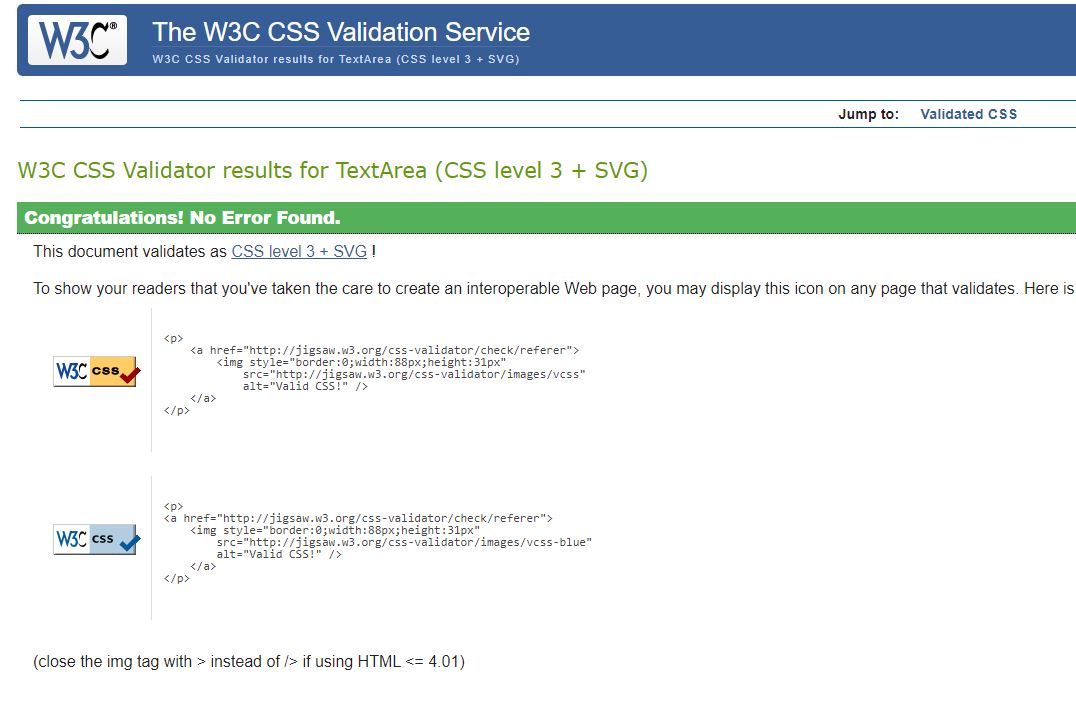 W3C®
The W3C CSS Validation Service
W3C CSS Validator results for TextArea (CSS level 3 + SVG)
Jump to: Validated CSS
W3C CSS Validator results for TextArea (CSS level 3 + SVG)
Congratulations! No Error Found.
This document validates as CSS level 3 + SVG !
To show your readers that you've taken the care to create an interoperable Web page, you may display this icon on any page that validates. Here is
W3C css
<p>
<a href="http://jigsaw.w3.org/css-validator/check/referer">
<img style="border:0;width:88px;height:31px"
src="http://jigsaw.w3.org/css-validator/images/vcss"
alt="Valid CSS!" />
</a>
</p>
W3C css
<p>
<a href="http://jigsaw.w3.org/css-validator/check/referer">
<img style="border:0;width:88px;height:31px"
src="http://jigsaw.w3.org/css-validator/images/vcss-blue"
alt="Valid CSS!" />
</a>
</p>
(close the img tag with > instead of /> if using HTML <= 4.01)